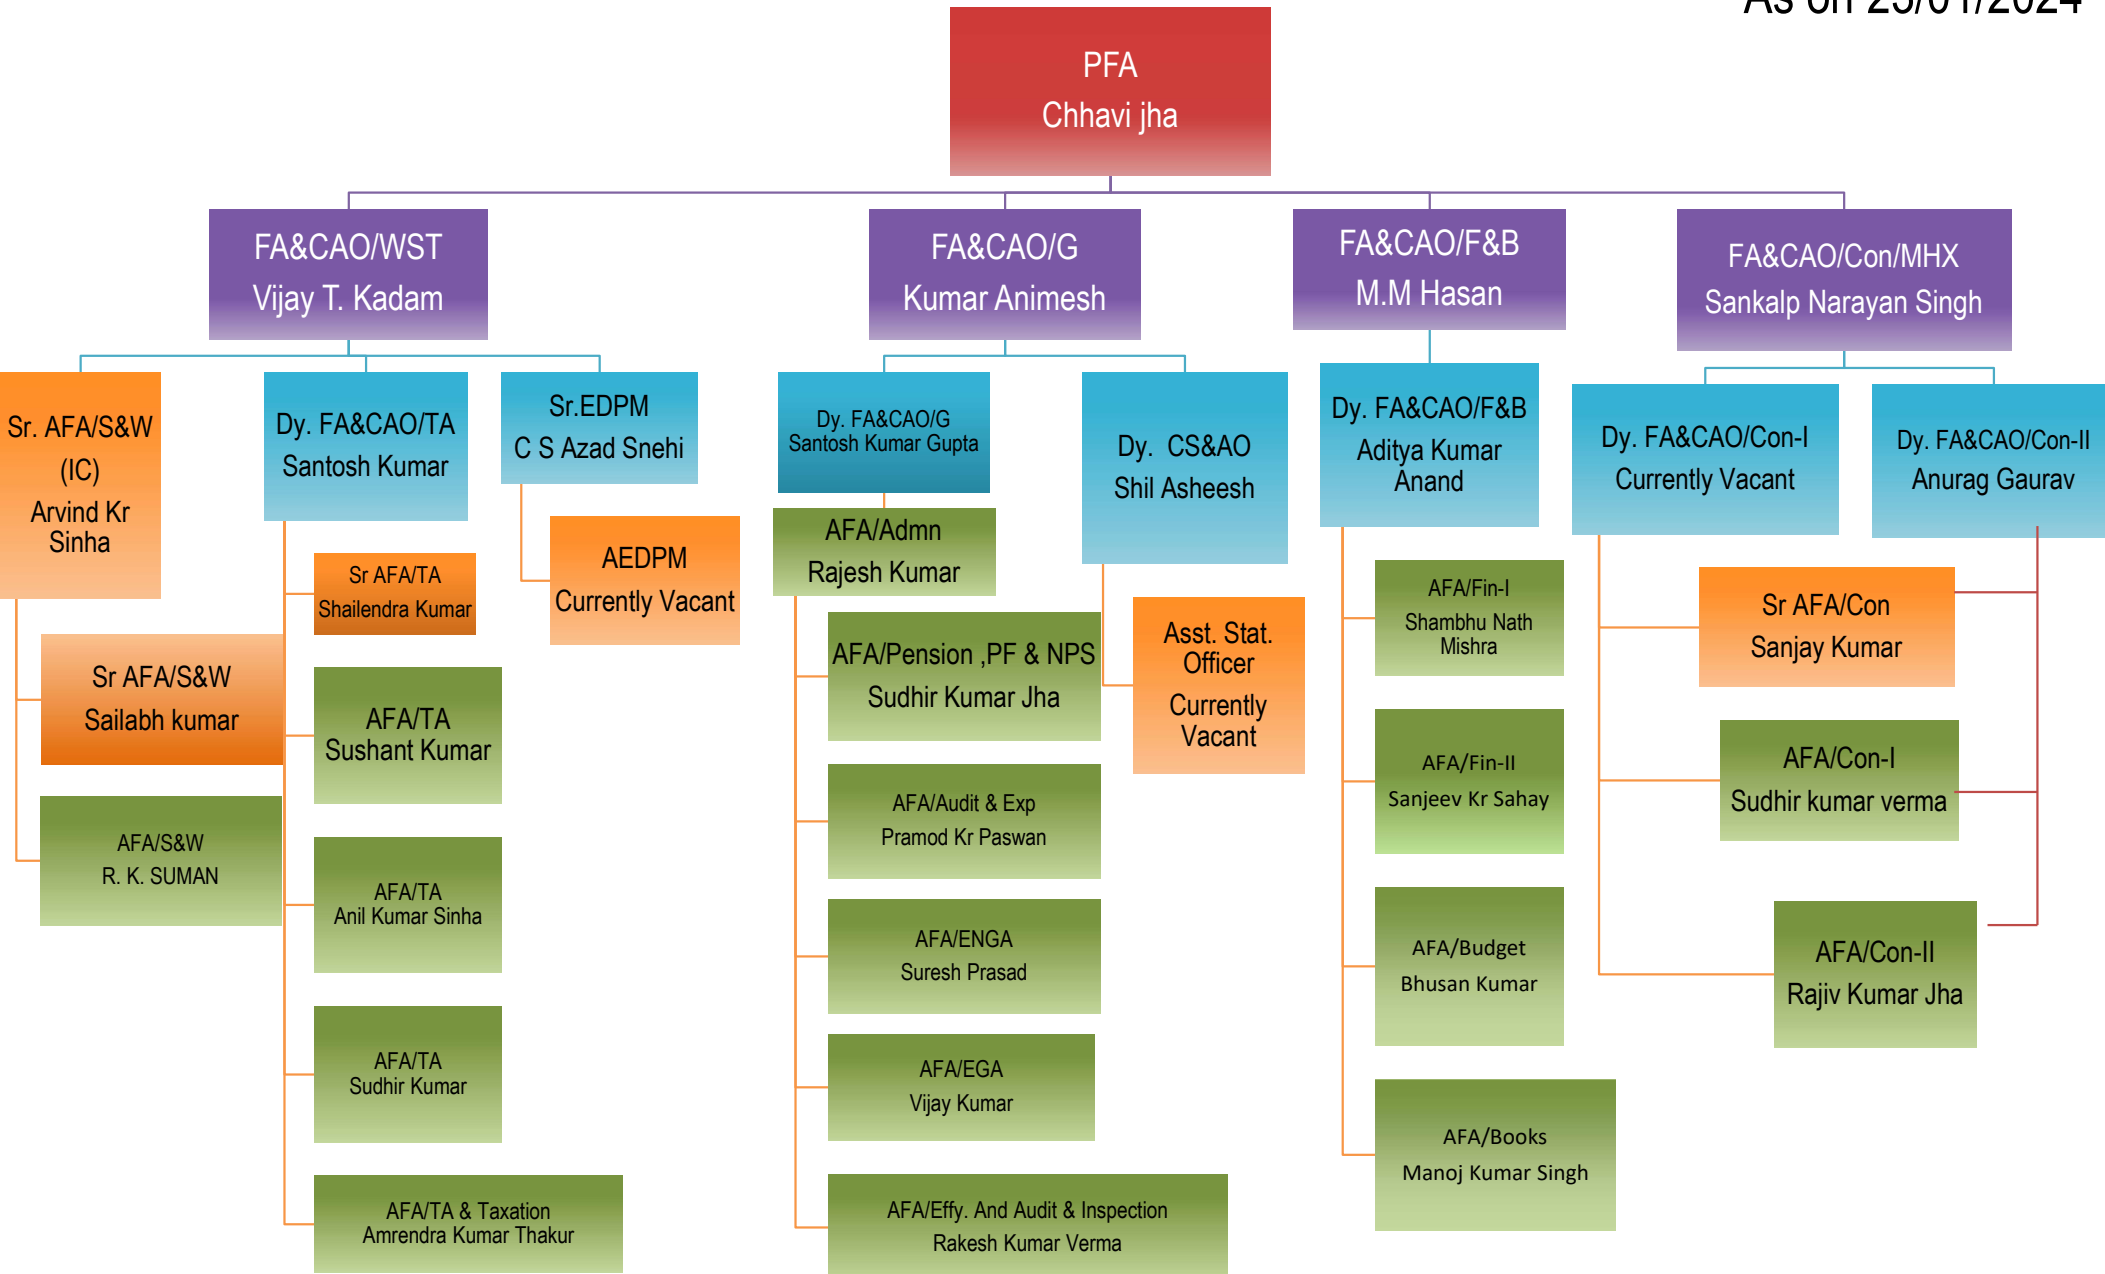 As on 23/01/2024
PFA
Chhavi jha
FA&CAO/WST
Vijay T. Kadam
FA&CAO/G
Kumar Animesh
FA&CAO/F&B
M.M Hasan
FA&CAO/Con/MHX
Sankalp Narayan Singh
Sr. AFA/S&W
(IC)
Arvind Kr
Sinha
Sr AFA/S&W
Sailabh kumar
AFA/S&W
R. K. SUMAN
Dy. FA&CAO/TA
Santosh Kumar
Sr AFA/TA
Shailendra Kumar
AFA/TA
Sushant Kumar
AFA/TA
Anil Kumar Sinha
AFA/TA
Sudhir Kumar
AFA/TA & Taxation
Amrendra Kumar Thakur
Sr.EDPM
C S Azad Snehi
AEDPM
Currently Vacant
Dy. FA&CAO/G
Santosh Kumar Gupta
AFA/Admn
Rajesh Kumar
AFA/Pension ,PF & NPS
Sudhir Kumar Jha
AFA/Audit & Exp
Pramod Kr Paswan
AFA/ENGA
Suresh Prasad
AFA/EGA
Vijay Kumar
AFA/Effy. And Audit & Inspection
Rakesh Kumar Verma
Dy. CS&AO
Shil Asheesh
Asst. Stat.
Officer
Currently
Vacant
Dy. FA&CAO/F&B
Aditya Kumar
Anand
AFA/Fin-I
Shambhu Nath
Mishra
AFA/Fin-II
Sanjeev Kr Sahay
AFA/Budget
Bhusan Kumar
AFA/Books
Manoj Kumar Singh
Dy. FA&CAO/Con-I
Currently Vacant
Dy. FA&CAO/Con-II
Anurag Gaurav
Sr AFA/Con
Sanjay Kumar
AFA/Con-I
Sudhir kumar verma
AFA/Con-II
Rajiv Kumar Jha